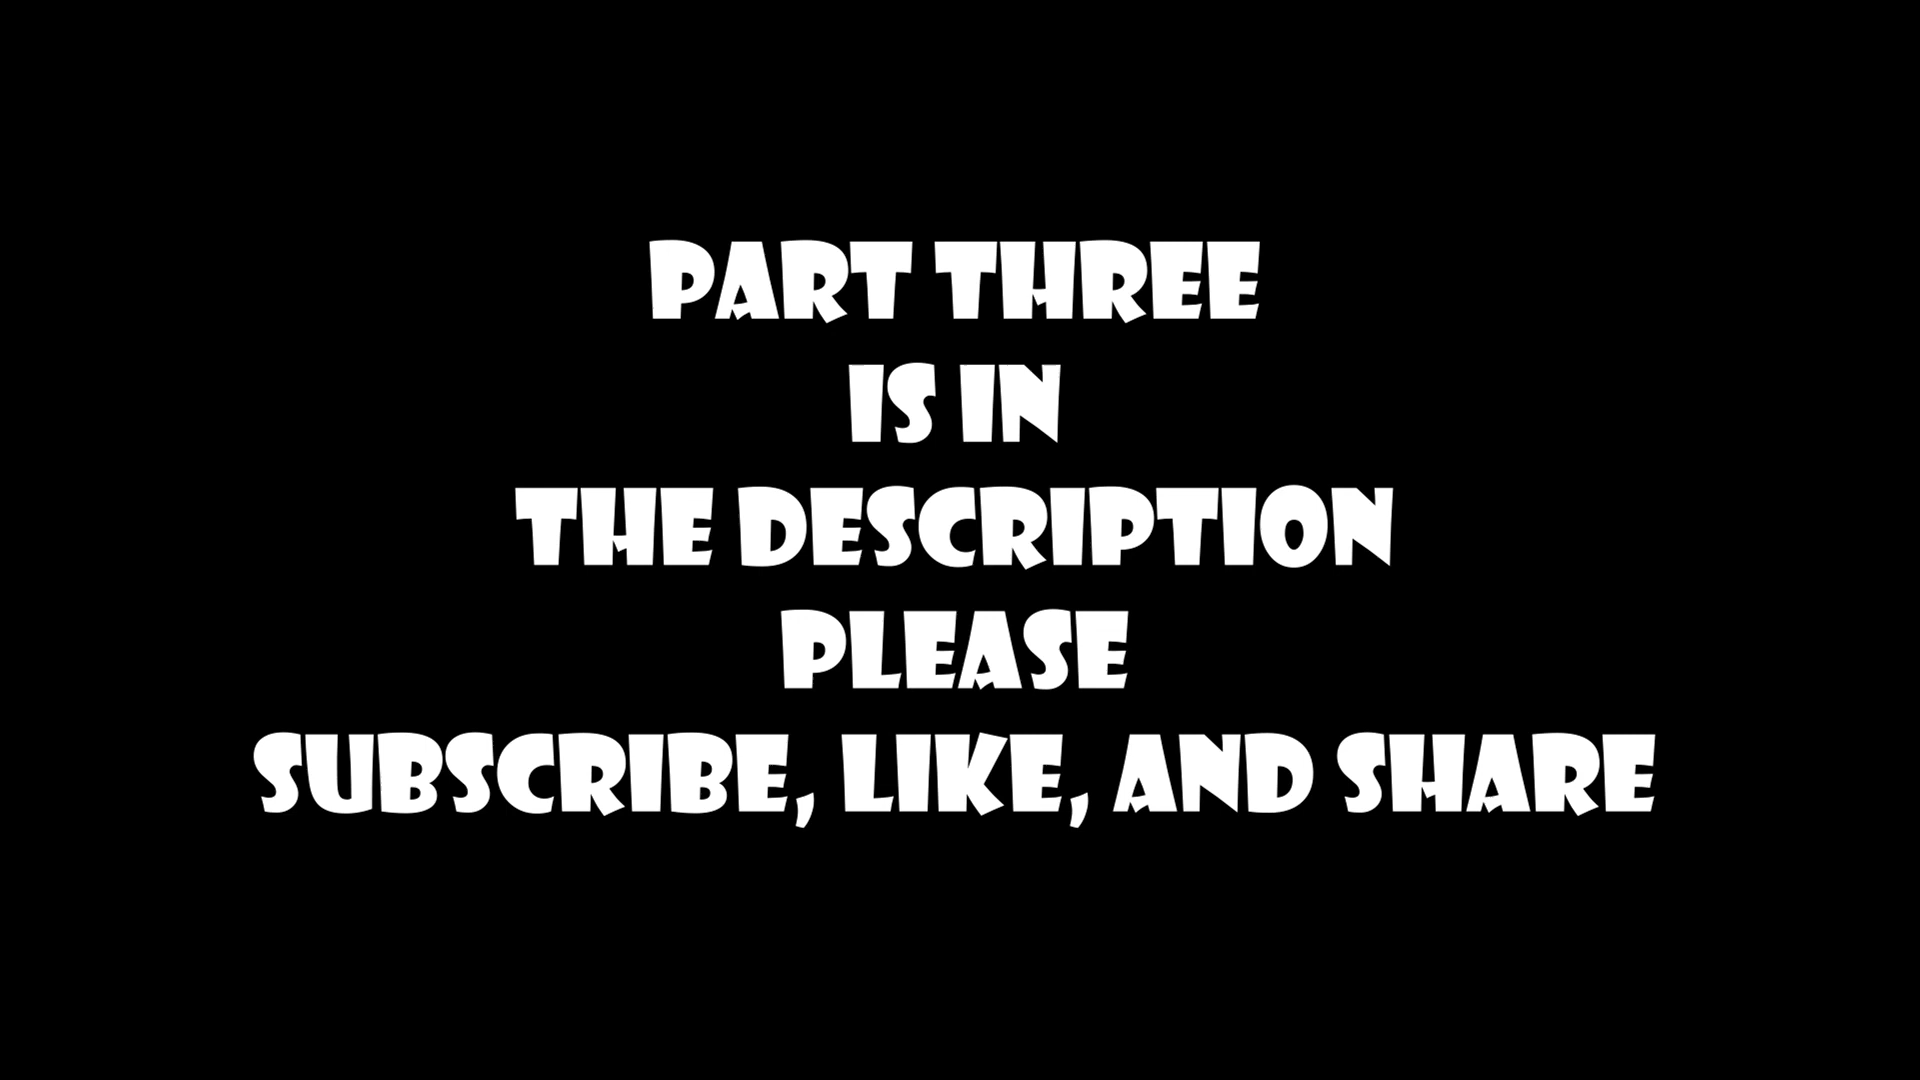 PART THREE
IS IN
THE DESCRIPTION
PLEASE
SUBSCRIBE, LIKE, AND SHARE